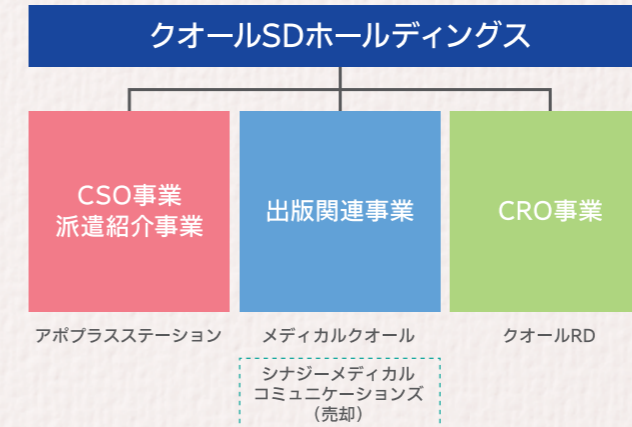 クオールSDホールディングス
CSO事業
派遣紹介事業
出版関連事業
CRO事業
アポプラスステーション
メディカルクオール
クオールRD
シナジーメディカル
コミュニケーションズ
（売却）